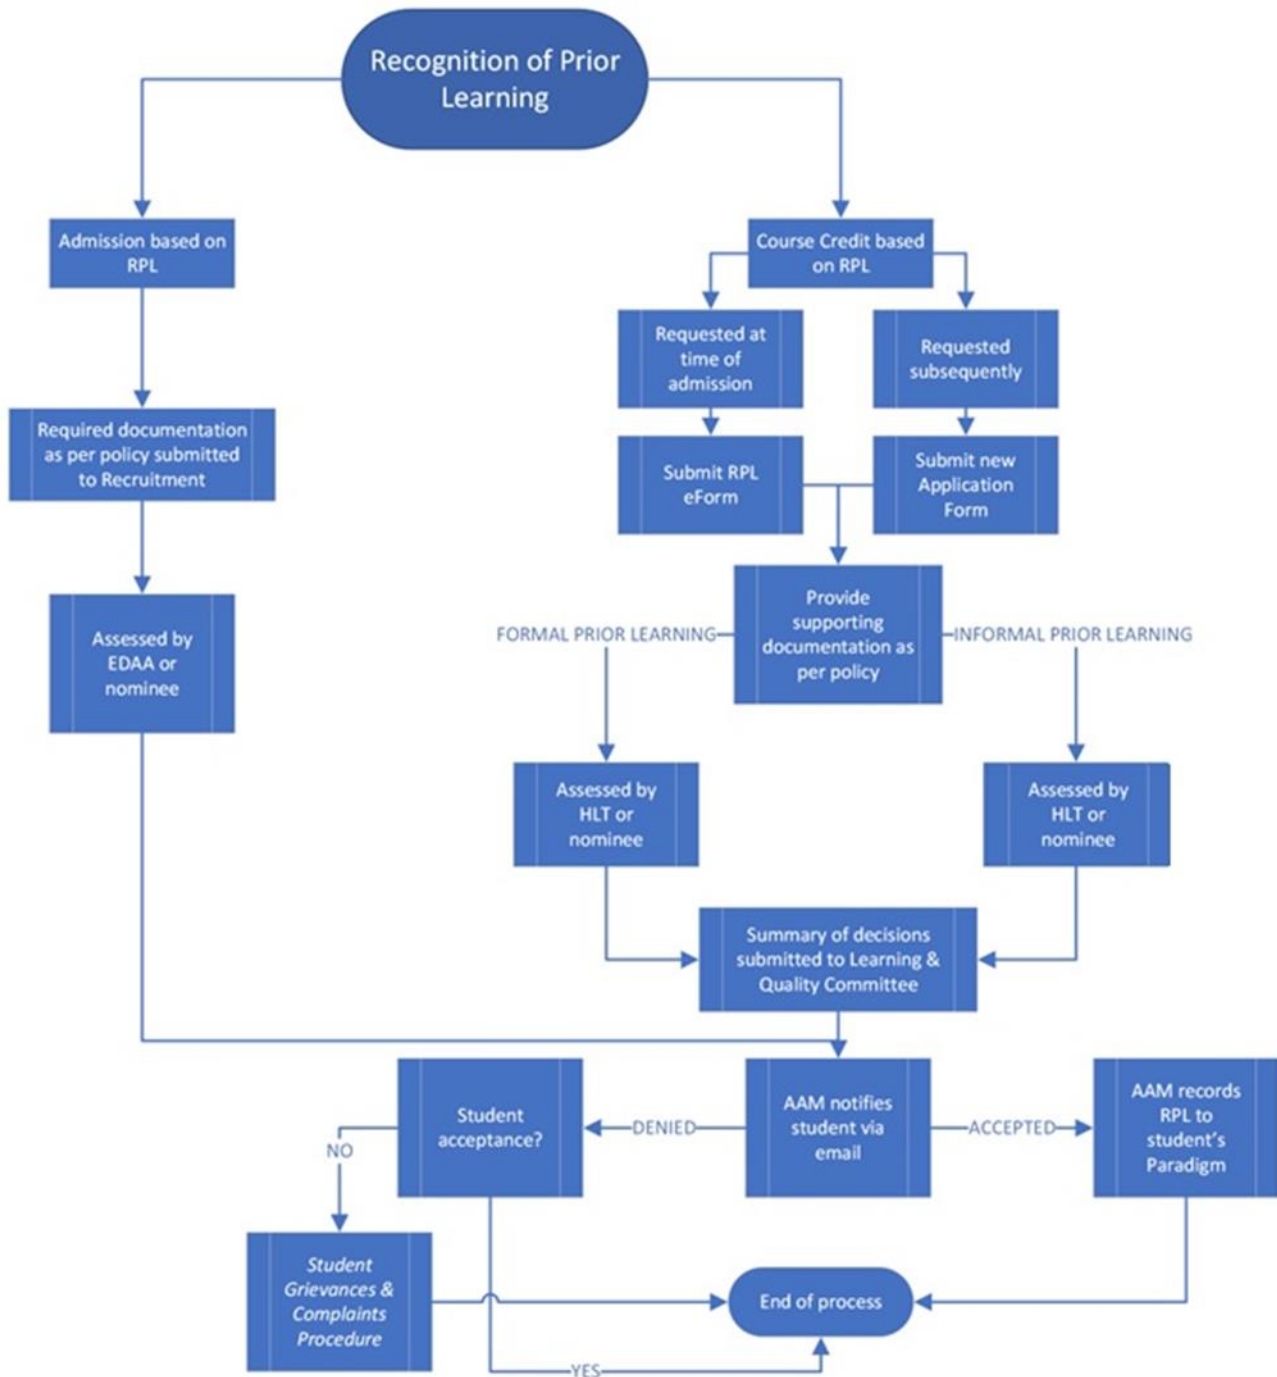 Recognition of Prior
Learning
Admission based on
RPL
Course Credit based
on RPL
Requested at
time of
admission
Requested
subsequently
Required documentation
as per policy submitted
to Recruitment
Submit RPL
eForm
Submit new
Application
Form
Assessed by
EDAA or
nominee
Provide
supporting
documentation as
per policy
FORMAL PRIOR LEARNING
INFORMAL PRIOR LEARNING
Assessed by
HLT or
nominee
Assessed by
HLT or
nominee
Summary of decisions
submitted to Learning &
Quality Committee
Student
acceptance?
DENIED
AAM notifies
student via
email
ACCEPTED
AAM records
RPL to
student's
Paradigm
NO
Student
Grievances &
Complaints
Procedure
End of process
YES